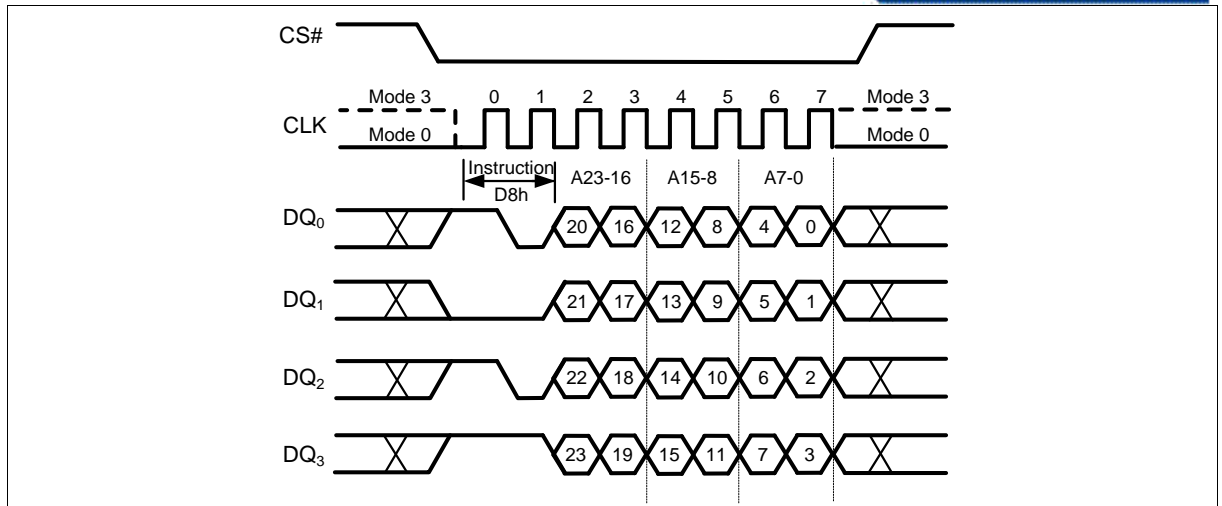 CS#
Mode 3 0 1 2 3 4 5 6 7 Mode 3
CLK
Mode 0 Mode 0
Instruction A23-16 A15-8 A7-0
D8h
DQ0 20 16 12 8 4 0
DQ1 21 17 13 9 5 1
DQ2 22 18 14 10 6 2
DQ3 23 19 15 11 7 3